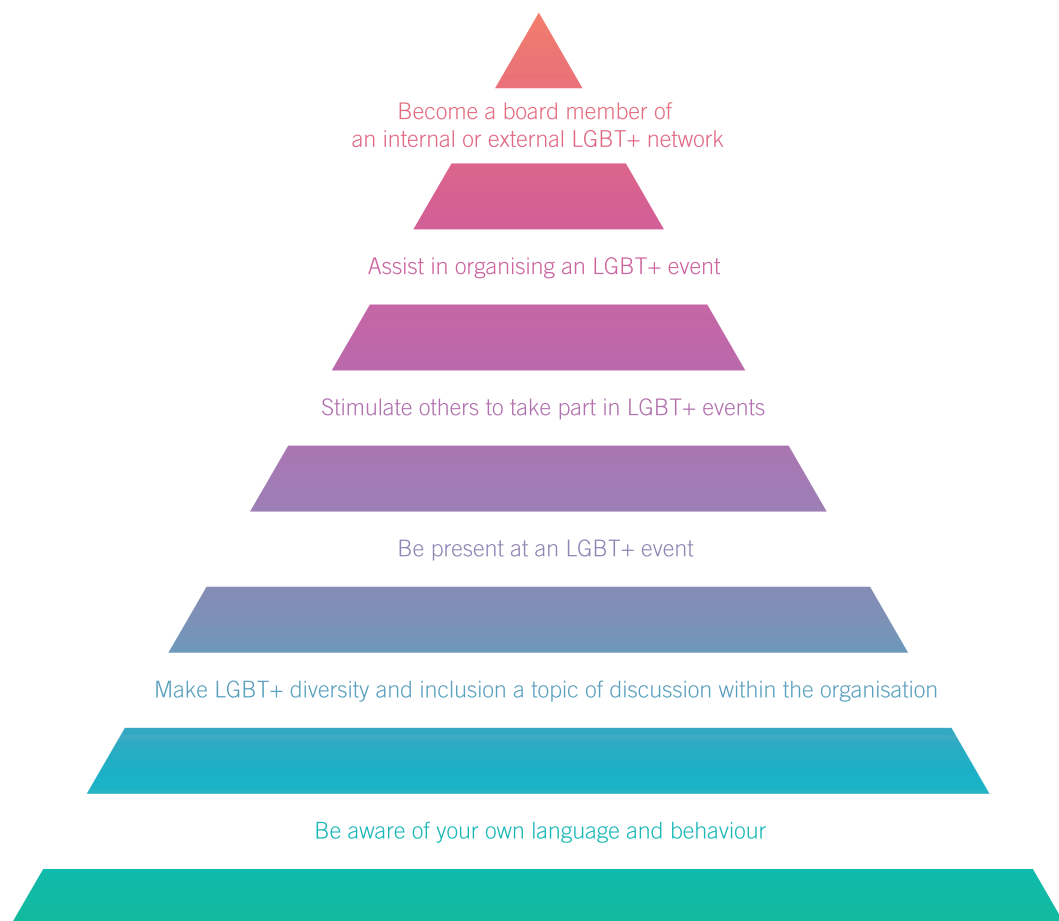 Become a board member of
an internal or external LGBT+ network
Assist in organising an LGBT+ event
Stimulate others to take part in LGBT+ events
Be present at an LGBT+ event
Make LGBT+ diversity and inclusion a topic of discussion within the organisation
Be aware of your own language and behaviour